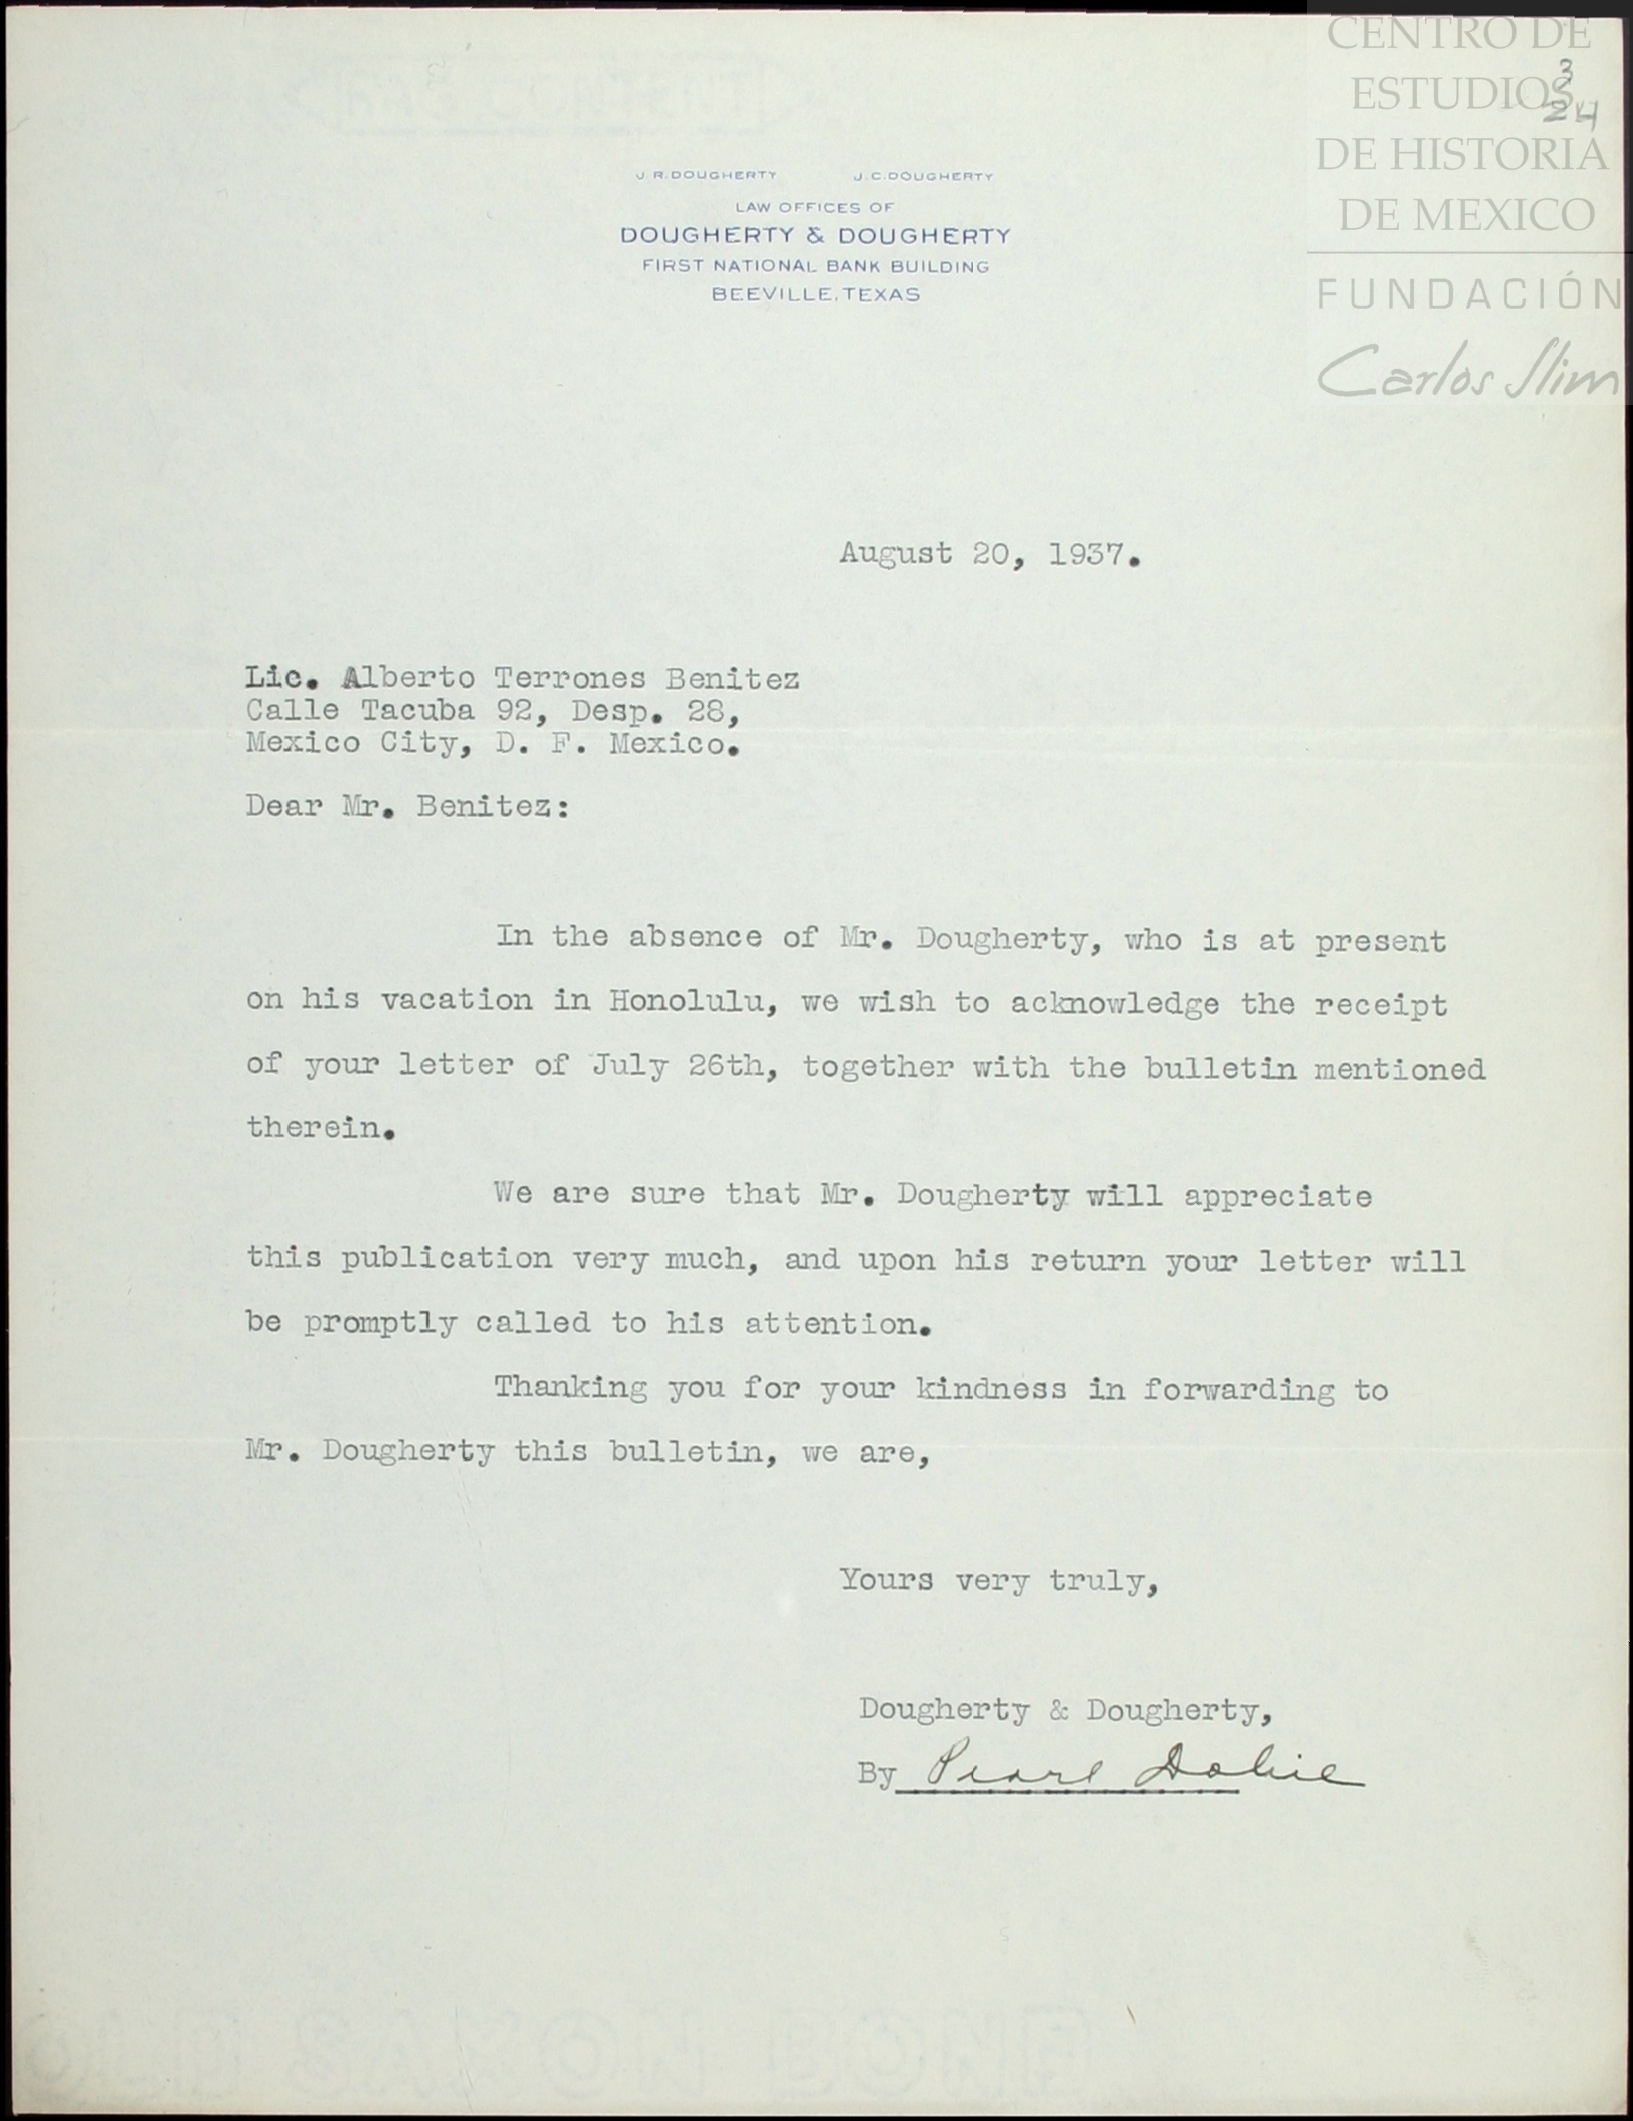 CENTRO DE
ESTUDIOS
DE HISTORIA
DE MEXICO
FUNDACIÓN
Carlos Slim
3
24
J. R. DOUGHERTY J. C. DOUGHERTY
LAW OFFICES OF
DOUGHERTY & DOUGHERTY
FIRST NATIONAL BANK BUILDING
BEEVILLE, TEXAS
August 20, 1937.
Lic. Alberto Terrones Benitez
Calle Tacuba 92, Desp. 28,
Mexico City, D. F. Mexico.
Dear Mr. Benitez:
In the absence of Mr. Dougherty, who is at present
on his vacation in Honolulu, we wish to acknowledge the receipt
of your letter of July 26th, together with the bulletin mentioned
therein.
We are sure that Mr. Dougherty will appreciate
this publication very much, and upon his return your letter will
be promptly called to his attention.
Thanking you for your kindness in forwarding to
Mr. Dougherty this bulletin, we are,
Yours very truly,
Dougherty & Dougherty,
By Pearl Dobie